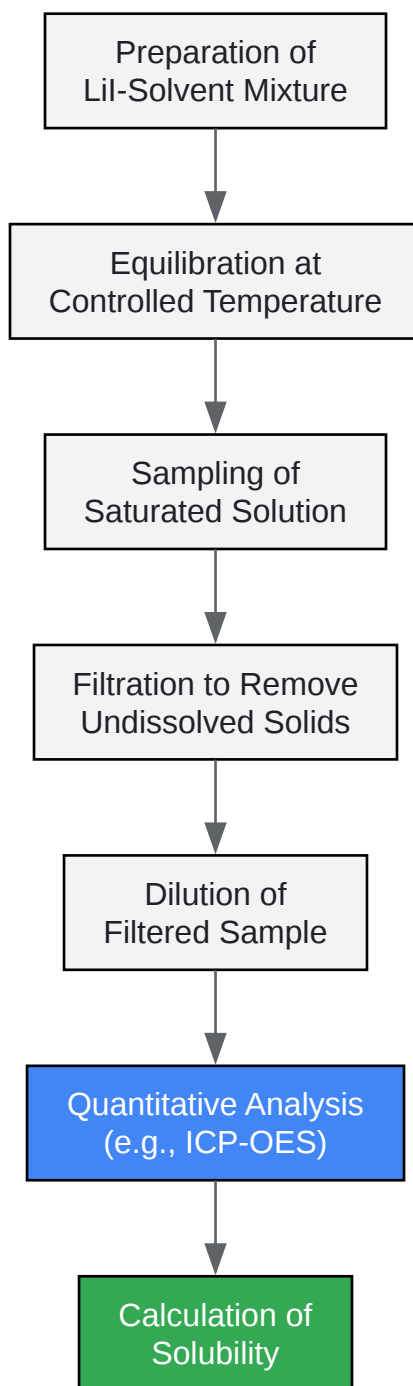 Preparation of
LiI-Solvent Mixture
Equilibration at
Controlled Temperature
Sampling of
Saturated Solution
Filtration to Remove
Undissolved Solids
Dilution of
Filtered Sample
Quantitative Analysis
(e.g., ICP-OES)
Calculation of
Solubility